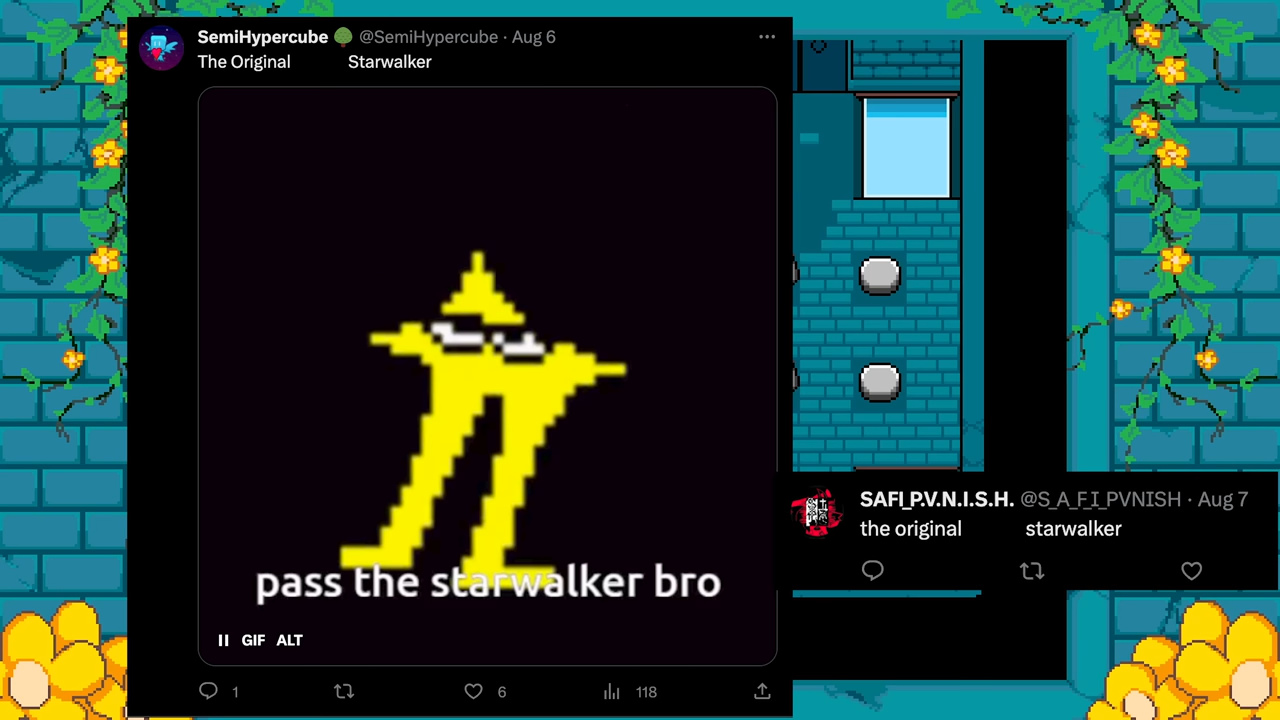 SemiHypercube @SemiHypercube · Aug 6
The Original Starwalker
pass the starwalker bro
GIF ALT
1 6 118
SAFI_P.V.N.I.S.H. @S_A_F_I_PVNISH · Aug 7
the original starwalker